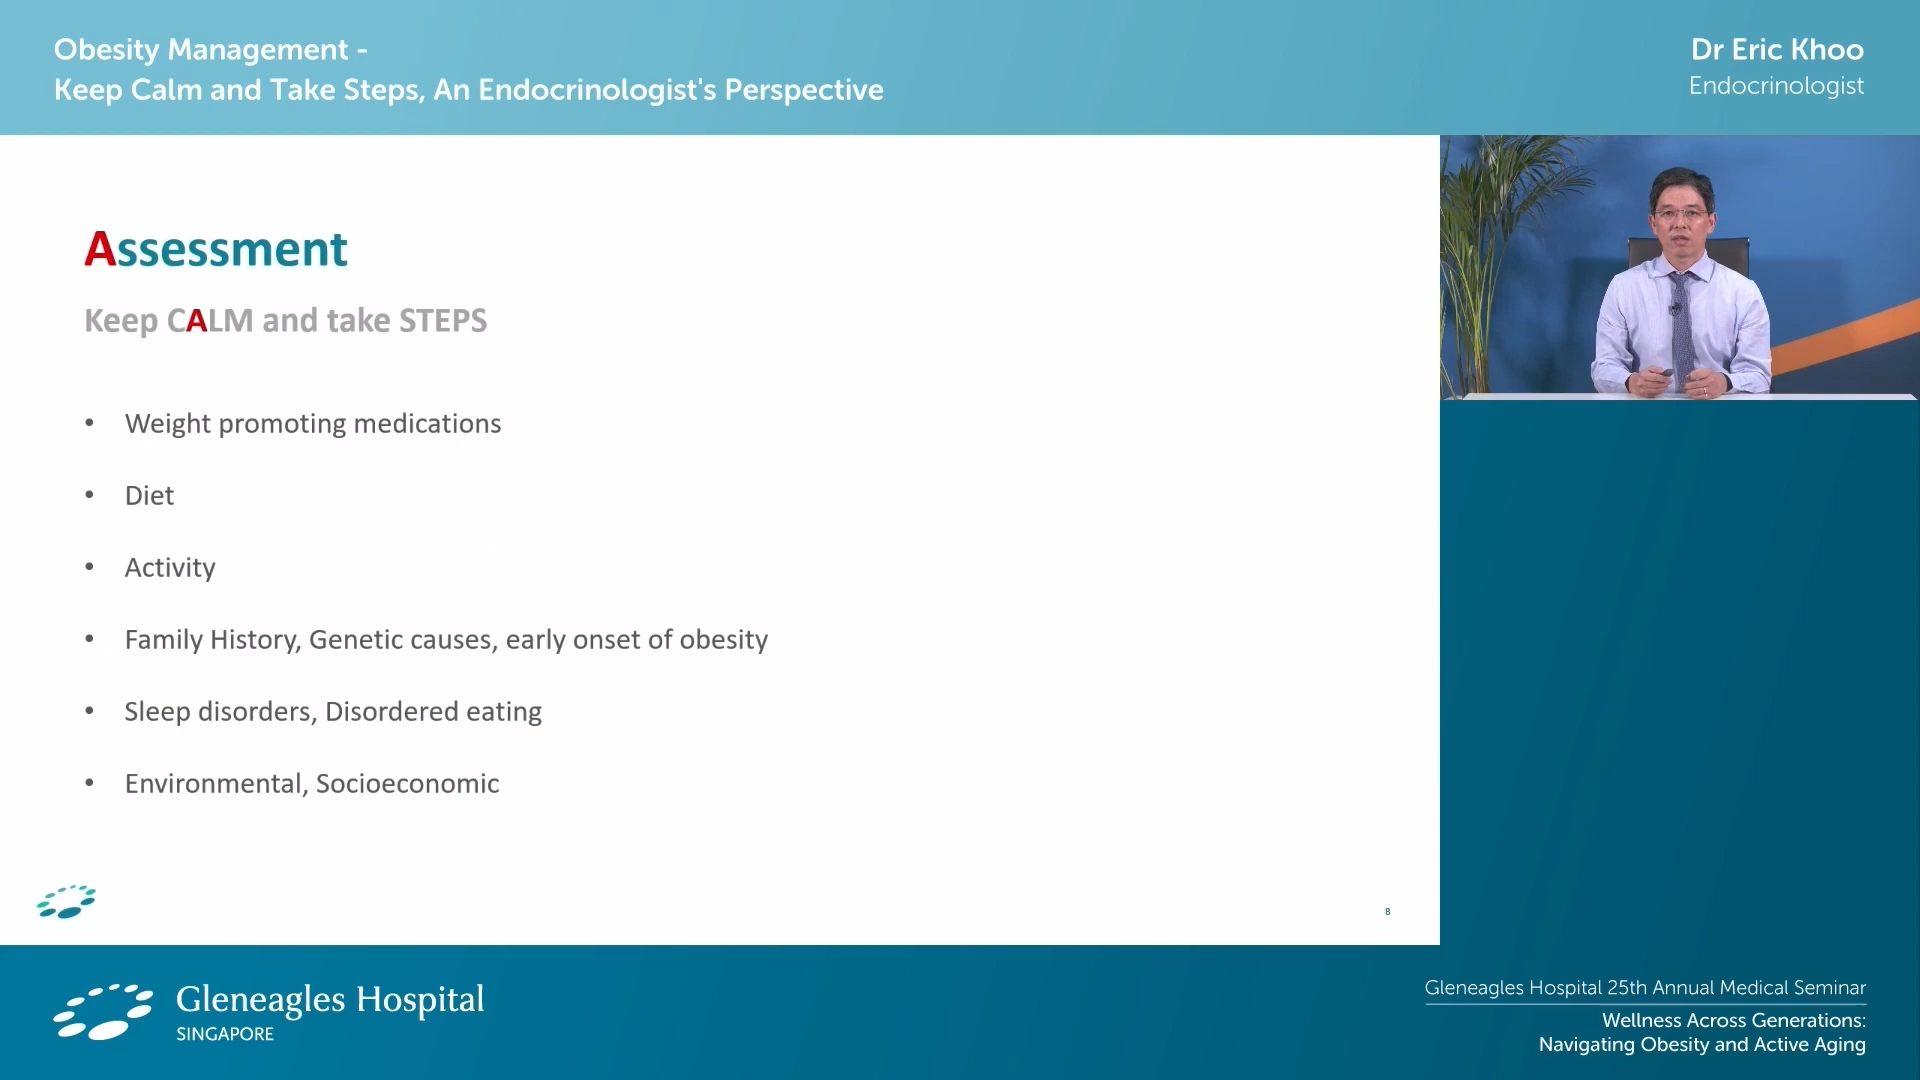 Obesity Management -
Keep Calm and Take Steps, An Endocrinologist's Perspective
Dr Eric Khoo
Endocrinologist
Assessment
Keep CALM and take STEPS
• Weight promoting medications
• Diet
• Activity
• Family History, Genetic causes, early onset of obesity
• Sleep disorders, Disordered eating
• Environmental, Socioeconomic
8
Gleneagles Hospital
SINGAPORE
Gleneagles Hospital 25th Annual Medical Seminar
Wellness Across Generations:
Navigating Obesity and Active Aging